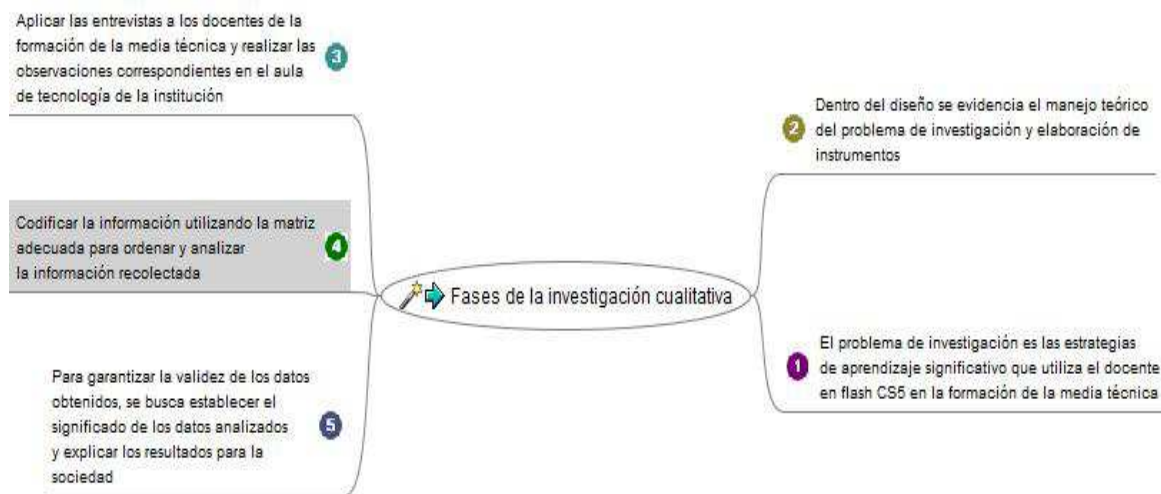 Aplicar las entrevistas a los docentes de la
formación de la media técnica y realizar las
observaciones correspondientes en el aula
de tecnología de la institución
3
Codificar la información utilizando la matriz
adecuada para ordenar y analizar
la información recolectada
4
Para garantizar la validez de los datos
obtenidos, se busca establecer el
significado de los datos analizados
y explicar los resultados para la
sociedad
5
Fases de la investigación cualitativa
2
Dentro del diseño se evidencia el manejo teórico
del problema de investigación y elaboración de
instrumentos
1
El problema de investigación es las estrategias
de aprendizaje significativo que utiliza el docente
en flash CS5 en la formación de la media técnica